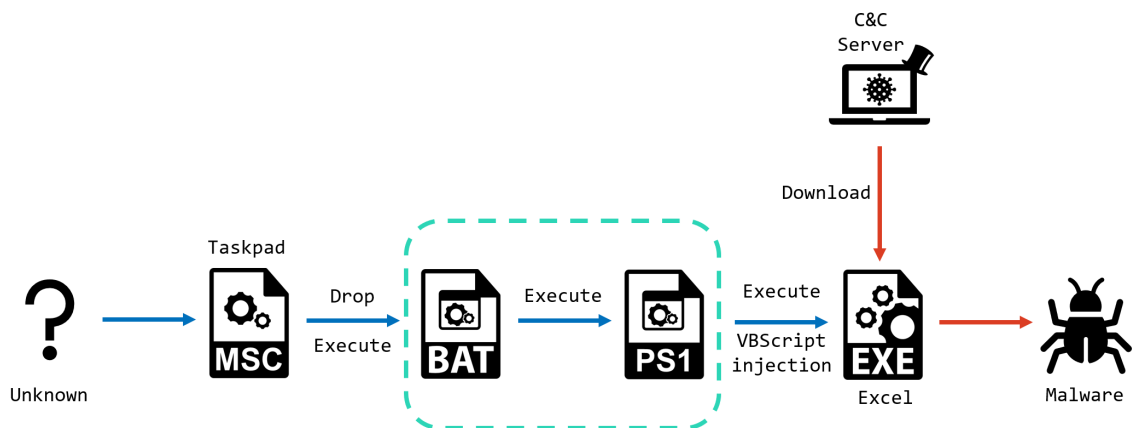 C&C
Server
Download
Taskpad
Drop
Execute
Execute
Execute
VBScript
injection
MSC
BAT
PS1
EXE
Unknown
Excel
Malware